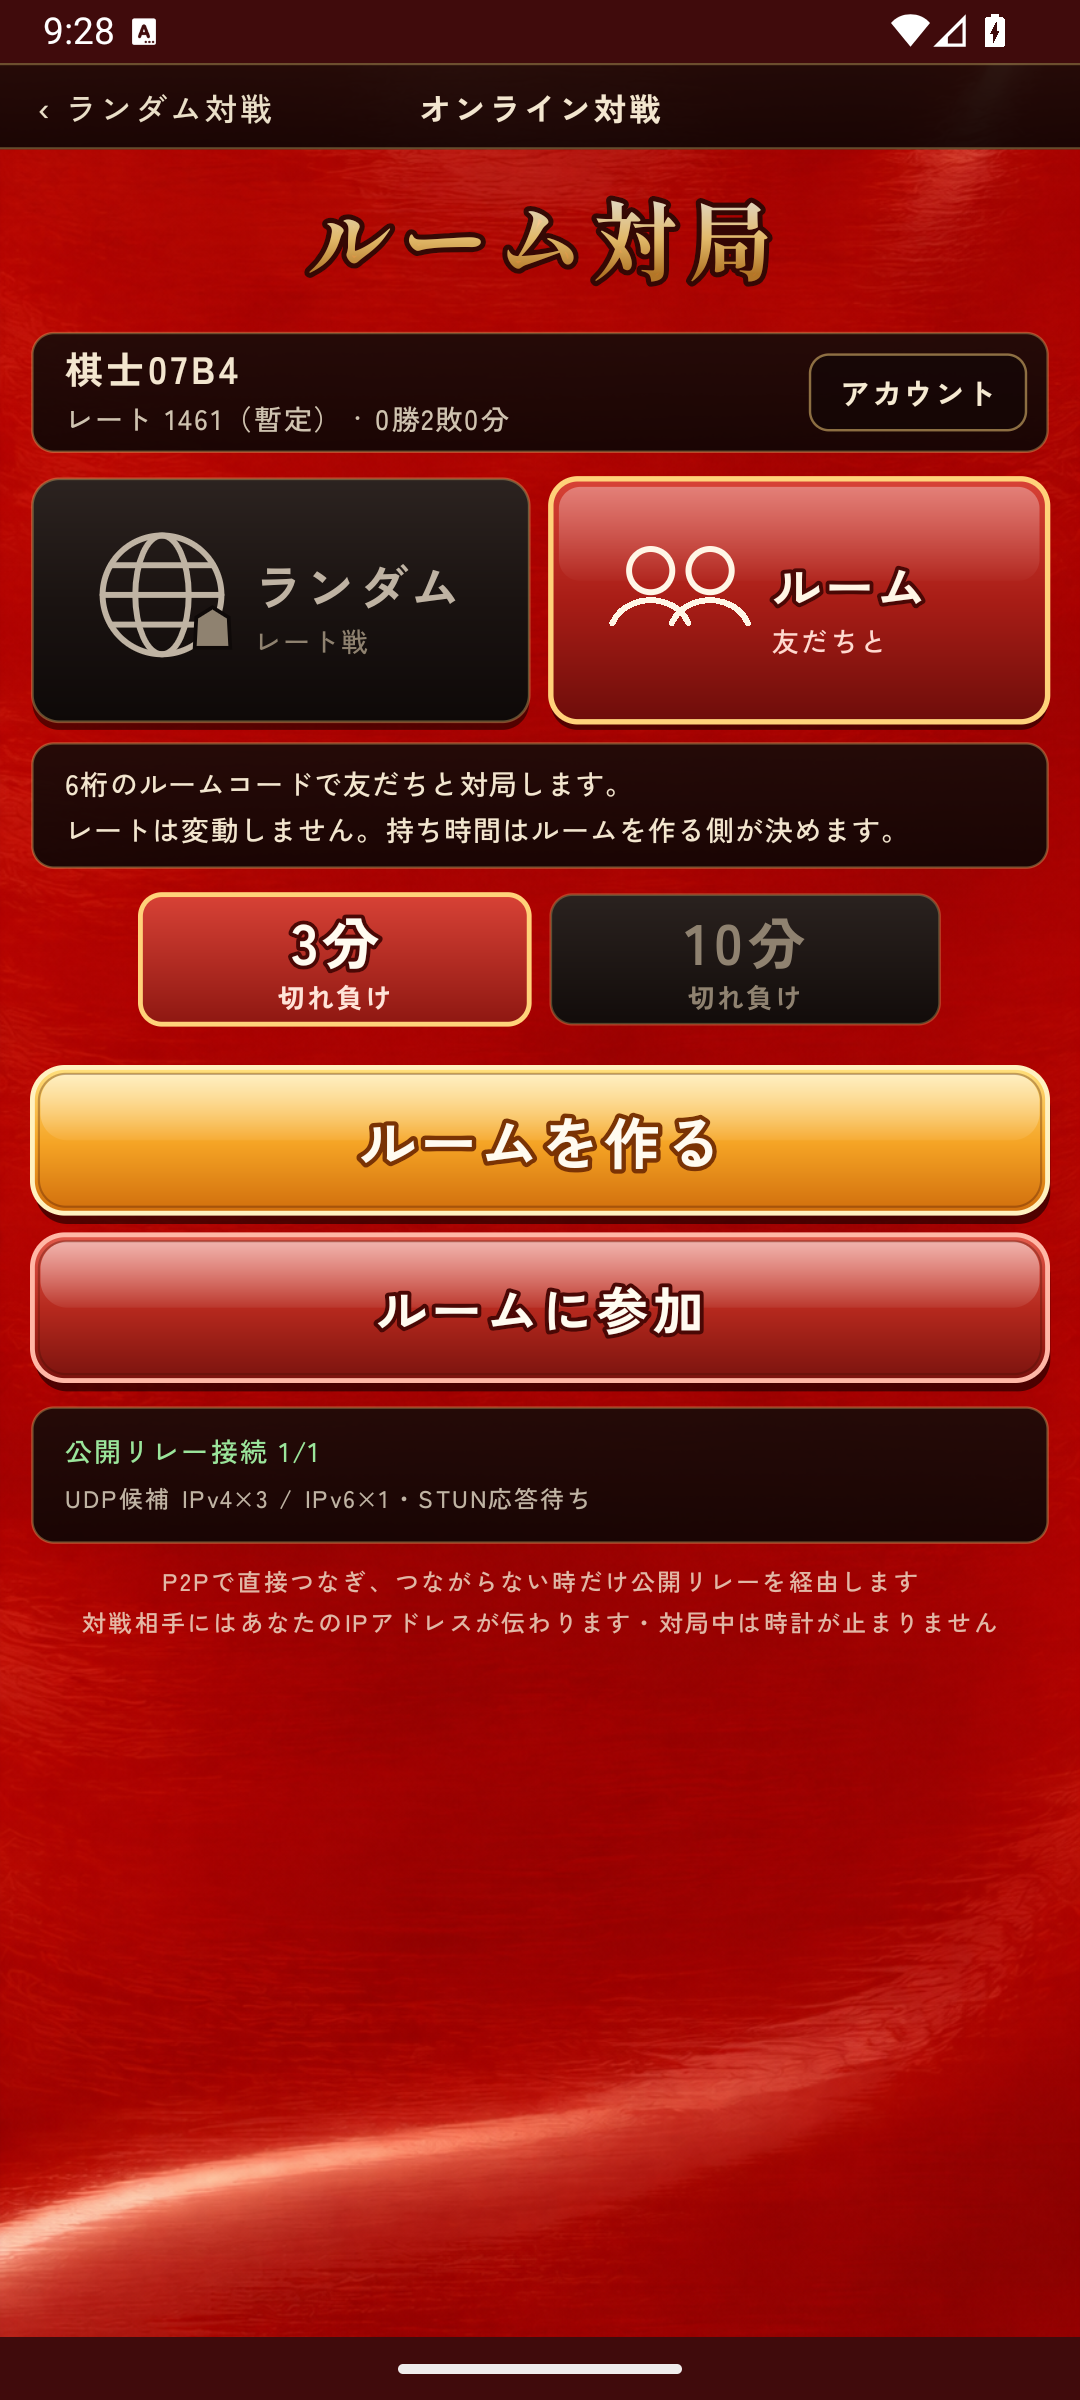 9:28
‹ ランダム対戦
オンライン対戦
ルーム対局
棋士07B4
レート 1461（暫定） · 0勝2敗0分
アカウント
ランダム
レート戦
ルーム
友だちと
6桁のルームコードで友だちと対局します。
レートは変動しません。持ち時間はルームを作る側が決めます。
3分
切れ負け
10分
切れ負け
ルームを作る
ルームに参加
公開リレー接続 1/1
UDP候補 IPv4×3 / IPv6×1・STUN応答待ち
P2Pで直接つなぎ、つながらない時だけ公開リレーを経由します
対戦相手にはあなたのIPアドレスが伝わります・対局中は時計が止まりません